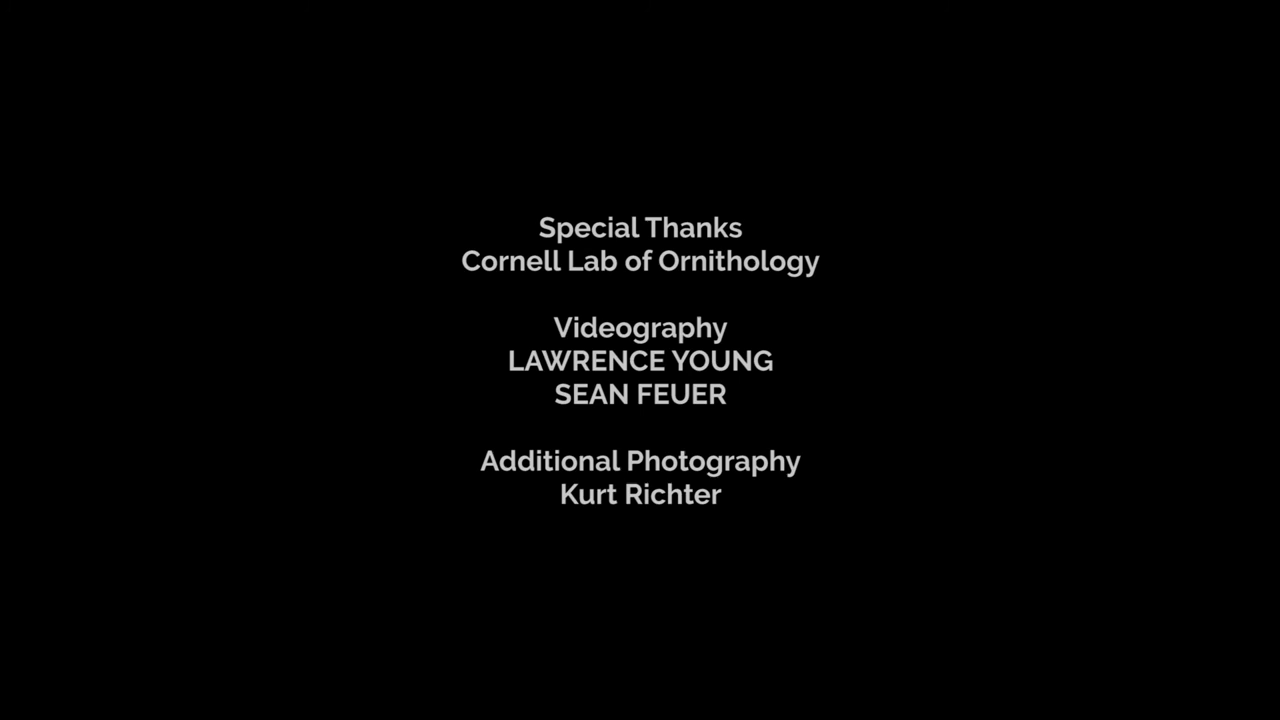 Special Thanks
Cornell Lab of Ornithology
Videography
LAWRENCE YOUNG
SEAN FEUER
Additional Photography
Kurt Richter